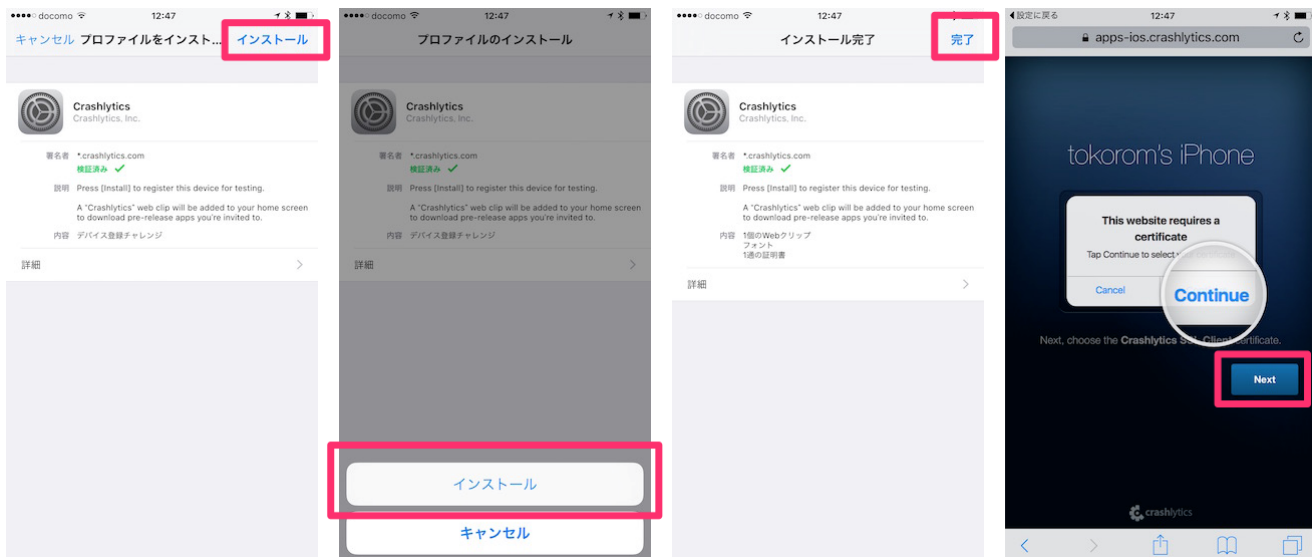 docomo 12:47
キャンセル プロファイルをインスト... インストール
Crashlytics
Crashlytics, Inc.
署名者 *.crashlytics.com
検証済み ✓
説明 Press [Install] to register this device for testing.
A "Crashlytics" web clip will be added to your home screen
to download pre-release apps you're invited to.
内容 デバイス登録チャレンジ
詳細
docomo 12:47
プロファイルのインストール
Crashlytics
Crashlytics, Inc.
署名者 *.crashlytics.com
検証済み ✓
説明 Press [Install] to register this device for testing.
A "Crashlytics" web clip will be added to your home screen
to download pre-release apps you're invited to.
内容 デバイス登録チャレンジ
詳細
インストール
キャンセル
docomo 12:47
インストール完了 完了
Crashlytics
Crashlytics, Inc.
署名者 *.crashlytics.com
検証済み ✓
説明 Press [Install] to register this device for testing.
A "Crashlytics" web clip will be added to your home screen
to download pre-release apps you're invited to.
内容 1個のWebクリップ
フォント
1通の証明書
詳細
設定に戻る 12:47
apps-ios.crashlytics.com
tokorom's iPhone
This website requires a
certificate
Tap Continue to select
Cancel Continue
Next, choose the Crashlytics SSL Client certificate.
Next
crashlytics